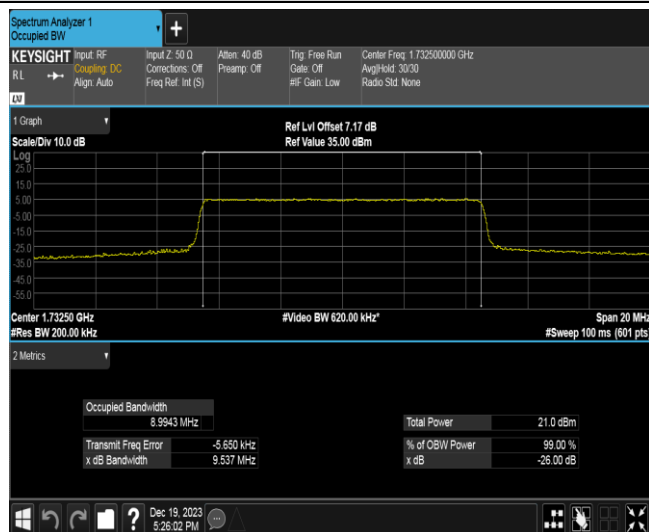 Spectrum Analyzer 1
Occupied BW
KEYSIGHT Input: RF Input Z: 50 Ω Atten: 40 dB Trig: Free Run Center Freq: 1.732500000 GHz
RL Coupling: DC Corrections: Off Preamp: Off Gate: Off Avg|Hold: 30/30
Align: Auto Freq Ref: Int (S) #IF Gain: Low Radio Std: None
LXI
1 Graph
Ref Lvl Offset 7.17 dB
Scale/Div 10.0 dB Ref Value 35.00 dBm
Log
25.0
15.0
5.00
-5.00
-15.0
-25.0
-35.0
-45.0
-55.0
Center 1.73250 GHz #Video BW 620.00 kHz* Span 20 MHz
#Res BW 200.00 kHz #Sweep 100 ms (601 pts
2 Metrics
Occupied Bandwidth
8.9943 MHz Total Power 21.0 dBm
Transmit Freq Error -5.650 kHz % of OBW Power 99.00 %
x dB Bandwidth 9.537 MHz x dB -26.00 dB
? Dec 19, 2023
5:26:02 PM